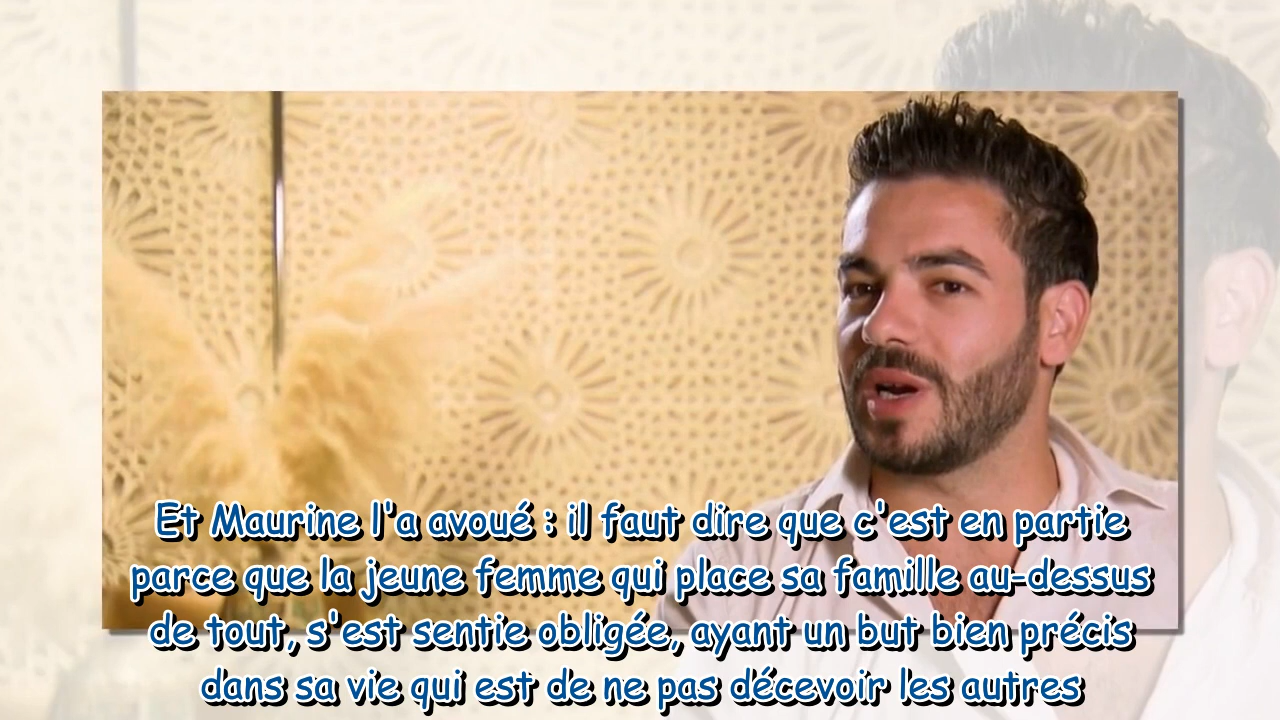 Et Maurine l'a avoué : il faut dire que c'est en partie
parce que la jeune femme qui place sa famille au-dessus
de tout, s'est sentie obligée, ayant un but bien précis
dans sa vie qui est de ne pas décevoir les autres